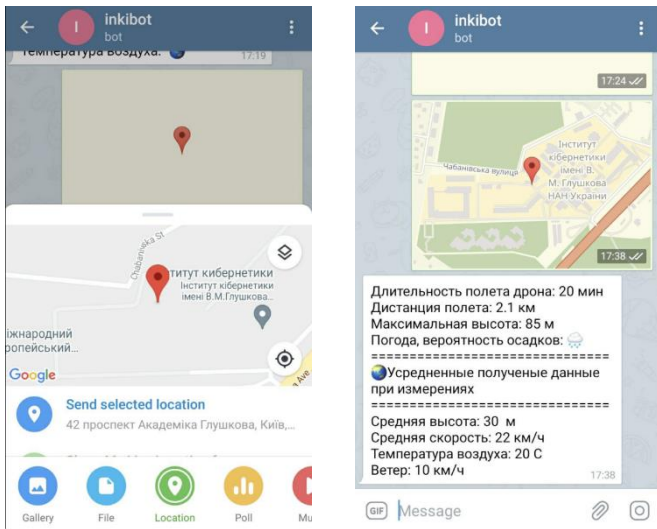 inkibot
bot
Температура воздуха:
17:19
Chabanivska St
титут кибернетики
Інститут кібернетики
імені В.М.Глушкова...
іжнародний
ропейський...
Google
Ave
Send selected location
42 проспект Академіка Глушкова, Київ,...
Gallery
File
Location
Poll
Mu
I
inkibot
bot
17:24
Інститут
кібернетики
імені В.
М. Глушкова
НАН України
Чабанівська вулиця
17:38
Длительность полета дрона: 20 мин
Дистанция полета: 2.1 км
Максимальная высота: 85 м
Погода, вероятность осадков:
==============================
Усредненные полученые данные
при измерениях
==============================
Средняя высота: 30 м
Средняя скорость: 22 км/ч
Температура воздуха: 20 С
Ветер: 10 км/ч
17:38
GIF
Message